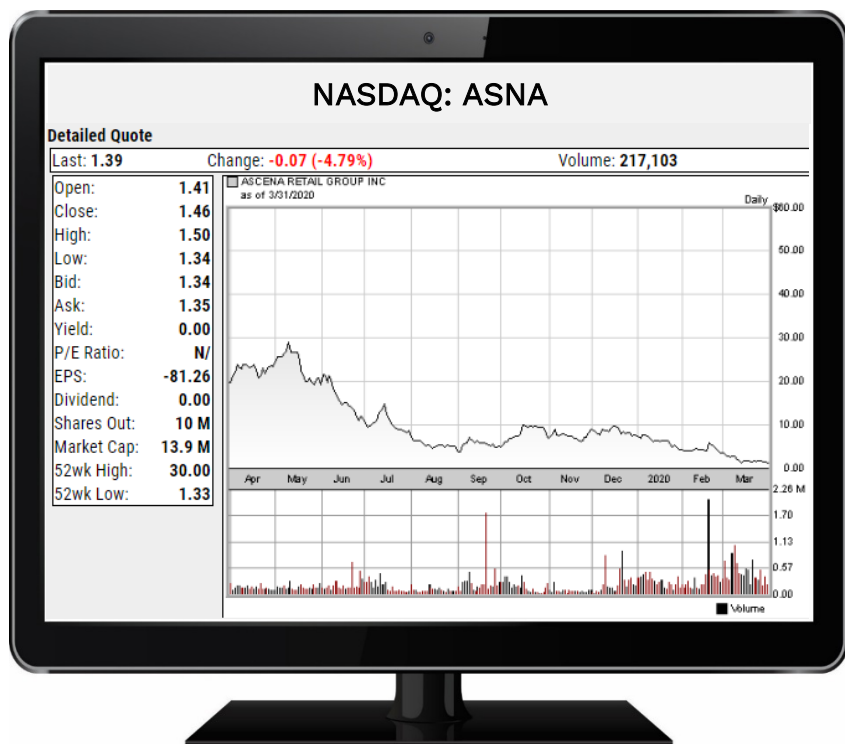 NASDAQ: ASNA
Detailed Quote
Last: 1.39 Change: -0.07 (-4.79%) Volume: 217,103
Open: 1.41
Close: 1.46
High: 1.50
Low: 1.34
Bid: 1.34
Ask: 1.35
Yield: 0.00
P/E Ratio: N/
EPS: -81.26
Dividend: 0.00
Shares Out: 10 M
Market Cap: 13.9 M
52wk High: 30.00
52wk Low: 1.33
ASCENA RETAIL GROUP INC
as of 3/31/2020
Daily
$60.00
50.00
40.00
30.00
20.00
10.00
0.00
Apr May Jun Jul Aug Sep Oct Nov Dec 2020 Feb Mar
2.26 M
1.70
1.13
0.57
0.00
Volume